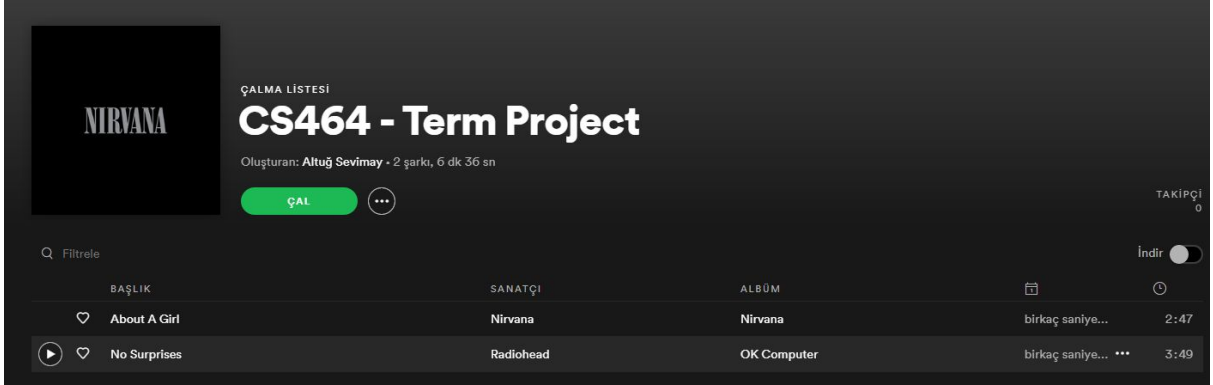 NIRVANA
ÇALMA LİSTESİ
CS464 - Term Project
Oluşturan: Altuğ Sevimay • 2 şarkı, 6 dk 36 sn
ÇAL
TAKİPÇİ
0
Filtrele
İndir
BAŞLIK SANATÇI ALBÜM
About A Girl Nirvana Nirvana birkaç saniye... 2:47
No Surprises Radiohead OK Computer birkaç saniye... ••• 3:49